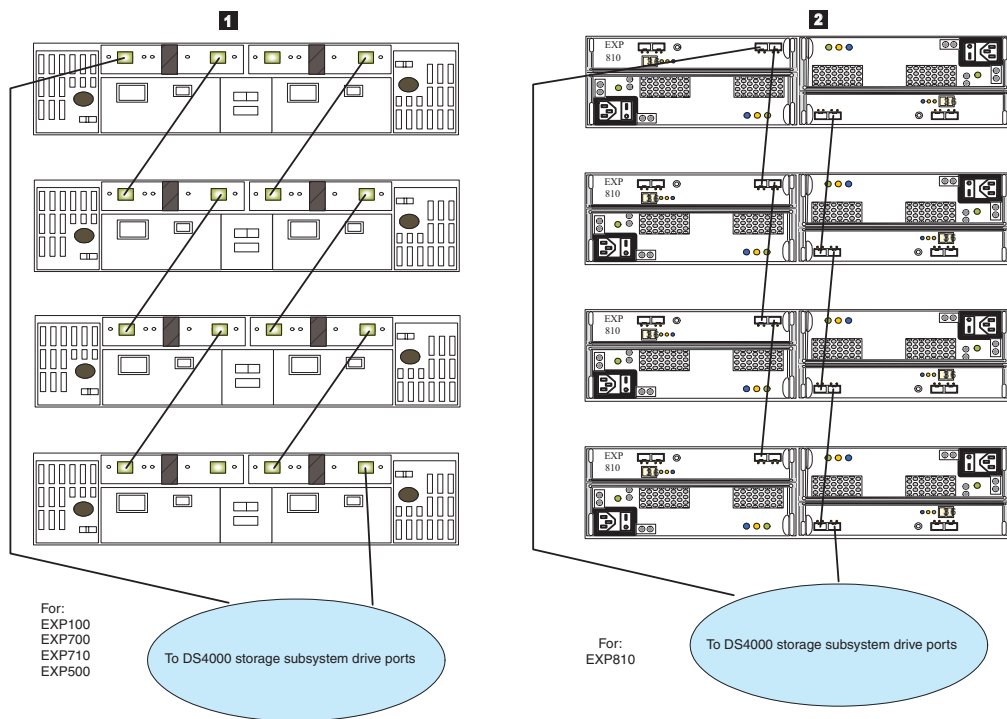 1
For:
EXP100
EXP700
EXP710
EXP500
To DS4000 storage subsystem drive ports
2
EXP
810
EXP
810
EXP
810
EXP
810
For:
EXP810
To DS4000 storage subsystem drive ports